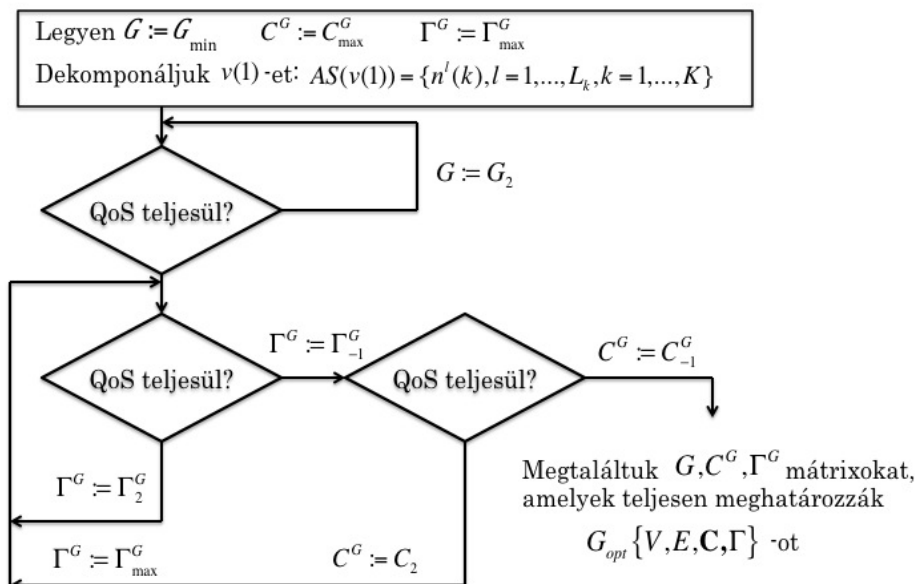 Legyen G := G_min C^G := C^G_max Γ^G := Γ^G_max
Dekomponáljuk v(1) -et: AS(v(1)) = {n^l(k), l = 1,..., L_k, k = 1,..., K}
G := G_2
QoS teljesül?
Γ^G := Γ^G_-1
C^G := C^G_-1
QoS teljesül?
QoS teljesül?
Γ^G := Γ^G_2
Megtaláltuk G, C^G, Γ^G mátrixokat,
amelyek teljesen meghatározzák
G_opt {V, E, C, Γ} -ot
Γ^G := Γ^G_max
C^G := C_2